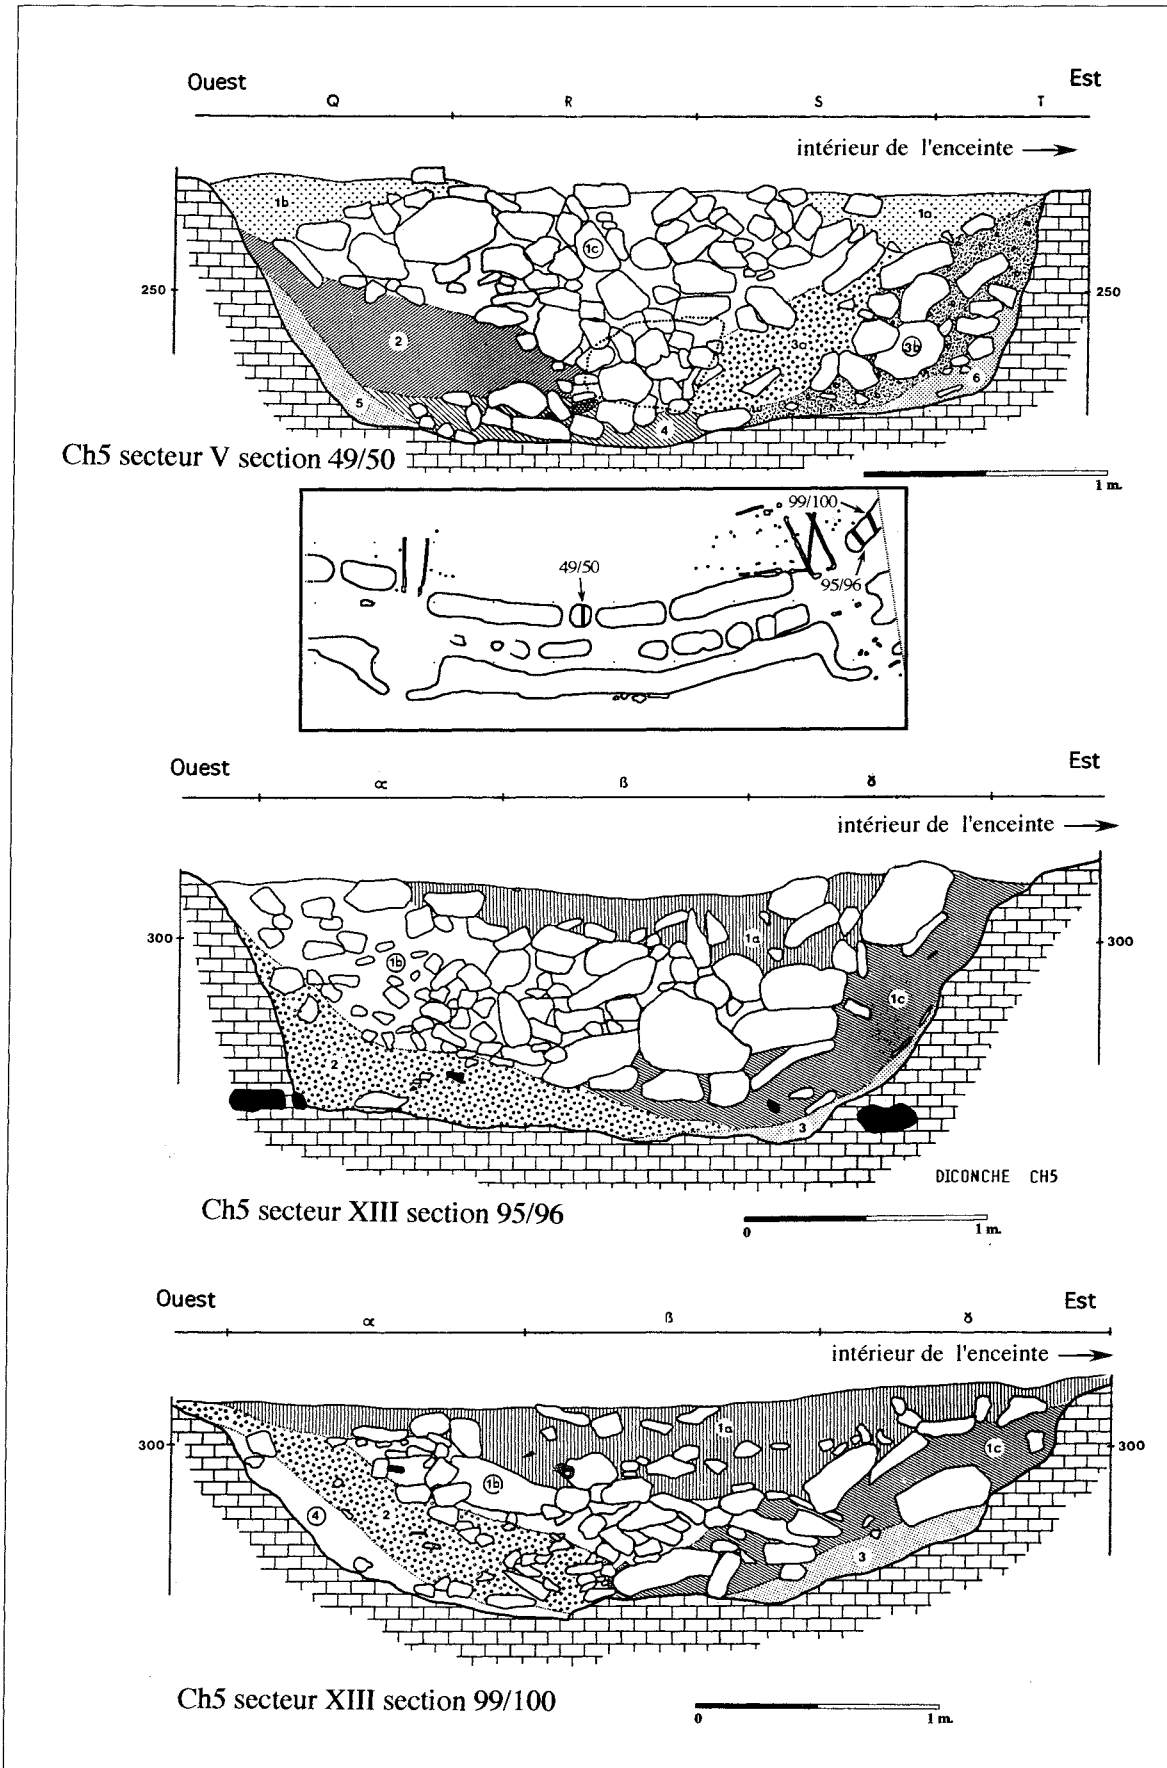 Ouest Est
Q R S T
intérieur de l'enceinte
1b 1a
1c
250 250
2 3a 3b
5 6
4
Ch5 secteur V section 49/50
1 m.
99/100
49/50
95/96
Ouest Est
α ß ɣ
intérieur de l'enceinte
300 1b 1a 300
1c
2
3
DICONCHE CH5
Ch5 secteur XIII section 95/96
0 1 m.
Ouest Est
α ß ɣ
intérieur de l'enceinte
1a
300 1c 300
1b
4 2
3
Ch5 secteur XIII section 99/100
0 1 m.